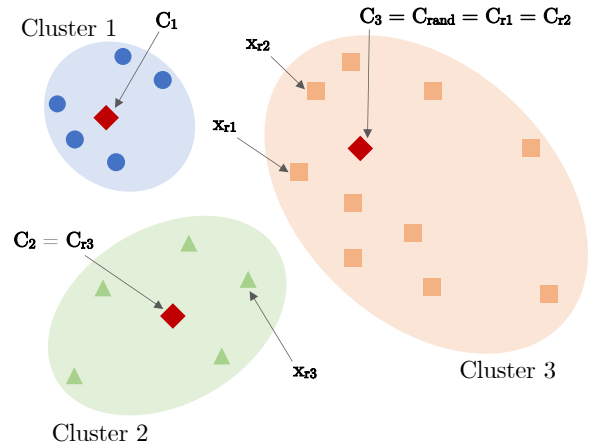 Cluster 1
C₁
C₃ = C_rand = C_r1 = C_r2
x_r2
x_r1
C₂ = C_r3
x_r3
Cluster 3
Cluster 2